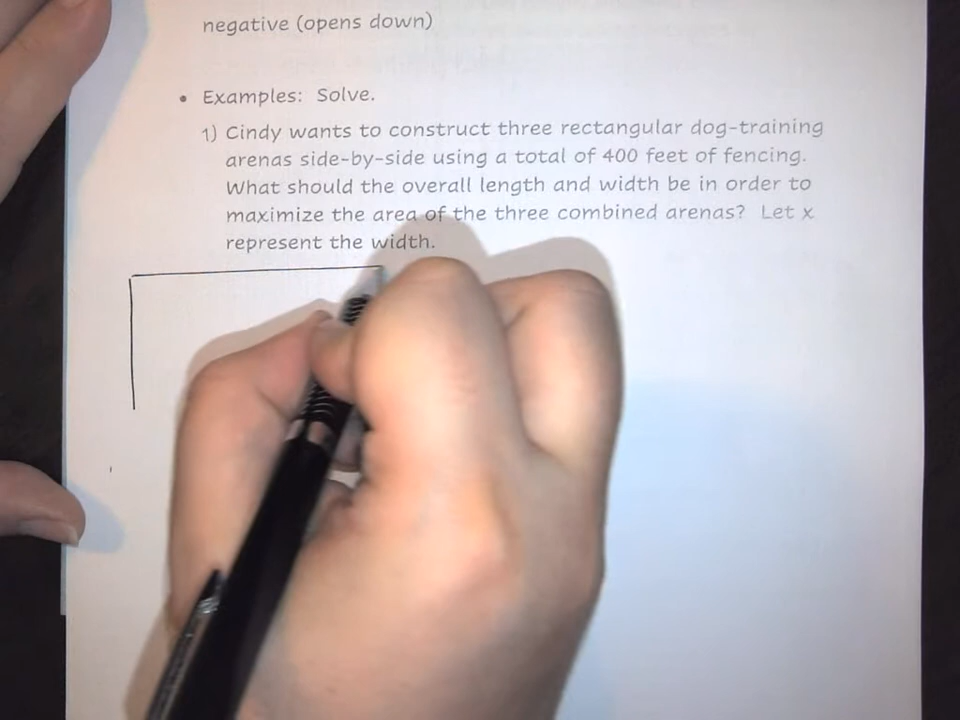 negative (opens down)
• Examples: Solve.
1) Cindy wants to construct three rectangular dog-training
arenas side-by-side using a total of 400 feet of fencing.
What should the overall length and width be in order to
maximize the area of the three combined arenas? Let x
represent the width.